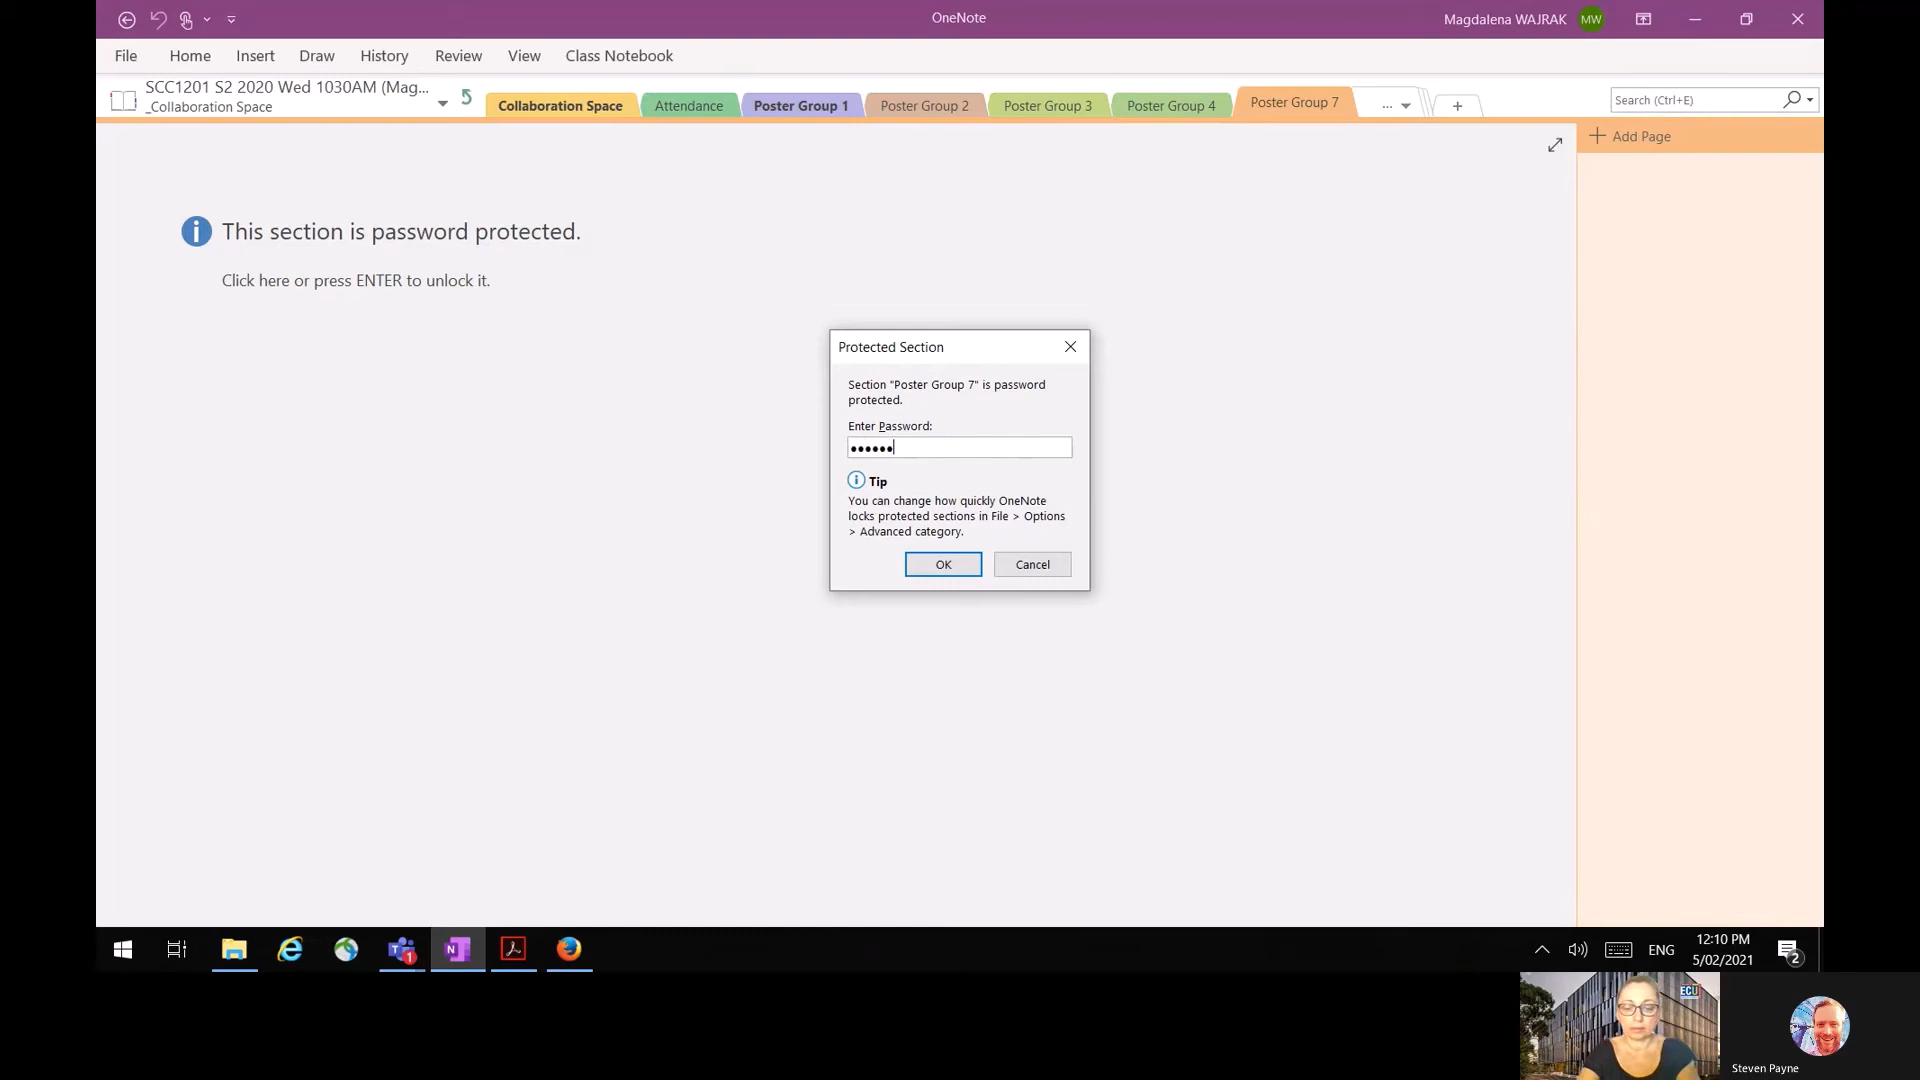 OneNote
Magdalena WAJRAK
MW
File
Home
Insert
Draw
History
Review
View
Class Notebook
SCC1201 S2 2020 Wed 1030AM (Mag...
_Collaboration Space
Collaboration Space
Attendance
Poster Group 1
Poster Group 2
Poster Group 3
Poster Group 4
Poster Group 7
...
Search (Ctrl+E)
Add Page
This section is password protected.
Click here or press ENTER to unlock it.
Protected Section
Section "Poster Group 7" is password
protected.
Enter Password:
••••••
Tip
You can change how quickly OneNote
locks protected sections in File > Options
> Advanced category.
OK
Cancel
1
ENG
12:10 PM
5/02/2021
2
ECU
Steven Payne